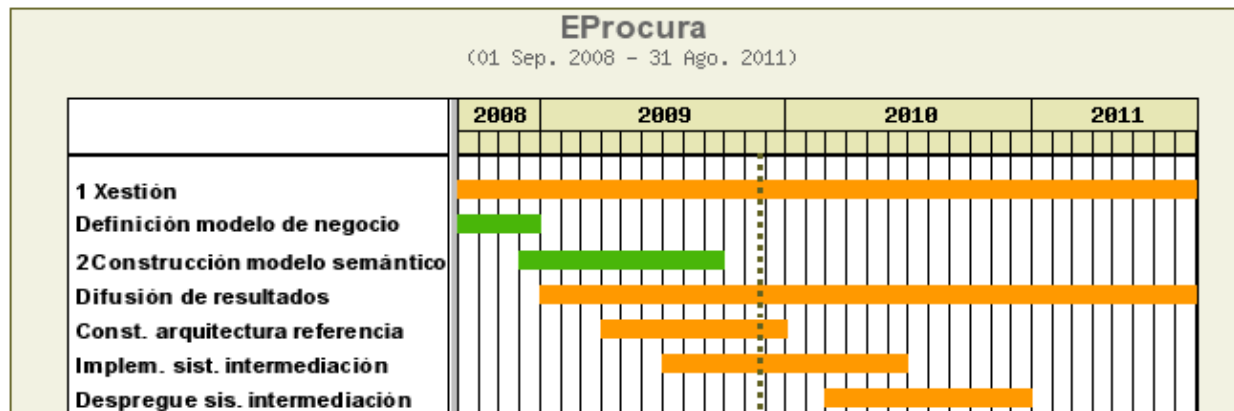 EProcura
(01 Sep. 2008 - 31 Ago. 2011)
2008 2009 2010 2011
1 Xestión
Definición modelo de negocio
2Construcción modelo semántico
Difusión de resultados
Const. arquitectura referencia
Implem. sist. intermediación
Despregue sis. intermediación